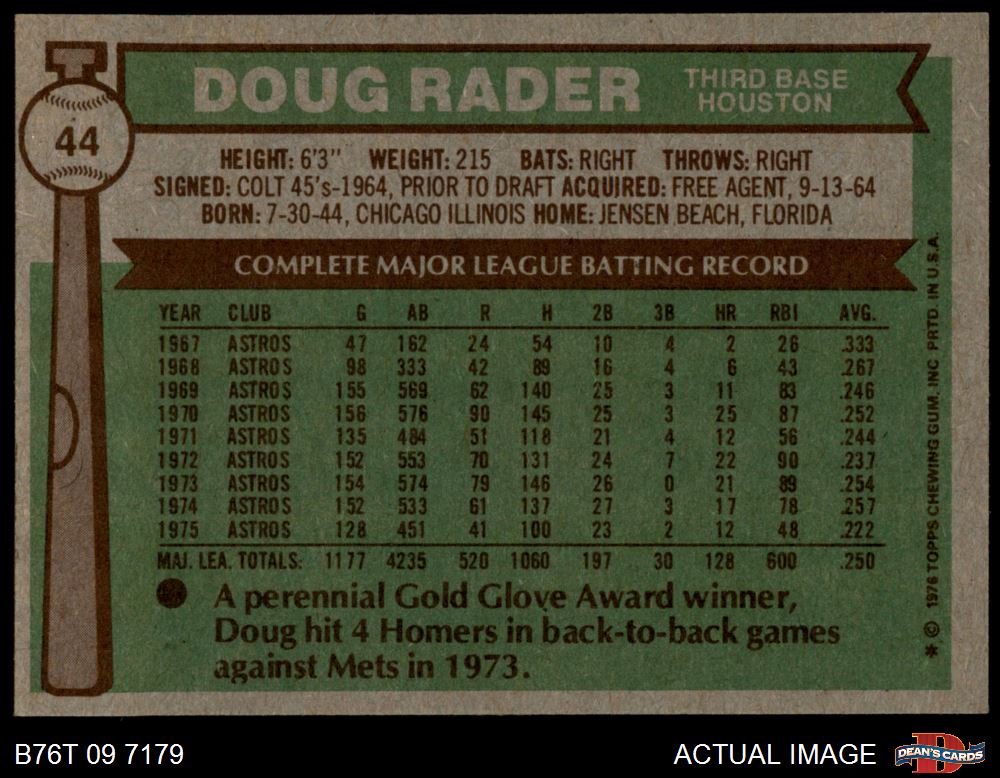 DOUG RADER THIRD BASE
HOUSTON
44
HEIGHT: 6'3" WEIGHT: 215 BATS: RIGHT THROWS: RIGHT
SIGNED: COLT 45's-1964, PRIOR TO DRAFT ACQUIRED: FREE AGENT, 9-13-64
BORN: 7-30-44, CHICAGO ILLINOIS HOME: JENSEN BEACH, FLORIDA
COMPLETE MAJOR LEAGUE BATTING RECORD
YEAR CLUB G AB R H 2B 3B HR RBI AVG.
1967 ASTROS 47 162 24 54 10 4 2 26 .333
1968 ASTROS 98 333 42 89 16 4 6 43 .267
1969 ASTROS 155 569 62 140 25 3 11 83 .246
1970 ASTROS 156 576 90 145 25 3 25 87 .252
1971 ASTROS 135 484 51 118 21 4 12 56 .244
1972 ASTROS 152 553 70 131 24 7 22 90 .237
1973 ASTROS 154 574 79 146 26 0 21 89 .254
1974 ASTROS 152 533 61 137 27 3 17 78 .257
1975 ASTROS 128 451 41 100 23 2 12 48 .222
MAJ. LEA. TOTALS: 1177 4235 520 1060 197 30 128 600 .250
A perennial Gold Glove Award winner,
Doug hit 4 Homers in back-to-back games
against Mets in 1973.
* © 1976 TOPPS CHEWING GUM, INC PRTD. IN U.S.A.
B76T 09 7179 ACTUAL IMAGE DEAN'S CARDS